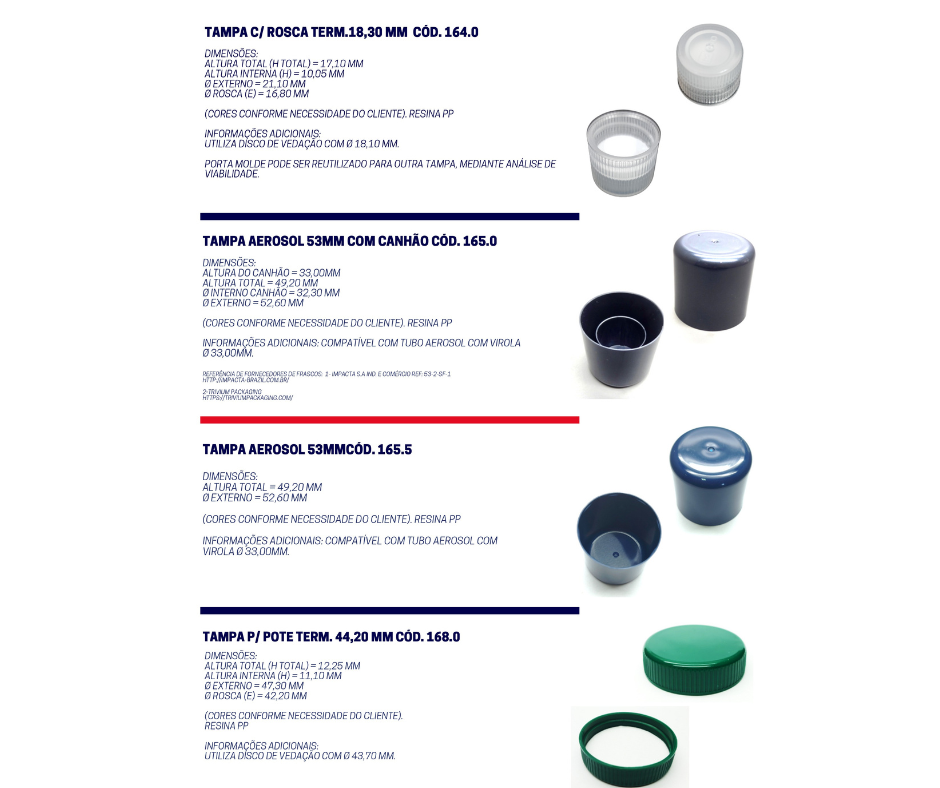 TAMPA C/ ROSCA TERM.18,30 MM CÓD. 164.0
DIMENSÕES:
ALTURA TOTAL (H TOTAL) = 17,10 MM
ALTURA INTERNA (H) = 10,05 MM
Ø EXTERNO = 21,10 MM
Ø ROSCA (E) = 16,80 MM
(CORES CONFORME NECESSIDADE DO CLIENTE). RESINA PP
INFORMAÇÕES ADICIONAIS:
UTILIZA DISCO DE VEDAÇÃO COM Ø 18,10 MM.
PORTA MOLDE PODE SER REUTILIZADO PARA OUTRA TAMPA, MEDIANTE ANÁLISE DE
VIABILIDADE.
TAMPA AEROSOL 53MM COM CANHÃO CÓD. 165.0
DIMENSÕES:
ALTURA DO CANHÃO = 33,00MM
ALTURA TOTAL = 49,20 MM
Ø INTERNO CANHÃO = 32,30 MM
Ø EXTERNO = 52,60 MM
(CORES CONFORME NECESSIDADE DO CLIENTE). RESINA PP
INFORMAÇÕES ADICIONAIS: COMPATÍVEL COM TUBO AEROSOL COM VIROLA
Ø 33,00MM.
REFERÊNCIA DE FORNECEDORES DE FRASCOS: 1- IMPACTA S.A IND. E COMÉRCIO REF: 53-2-SF-1
HTTP://IMPACTA-BRAZIL.COM.BR/
2-TRIVIUM PACKAGING
HTTPS://TRIVIUMPACKAGING.COM/
TAMPA AEROSOL 53MMCÓD. 165.5
DIMENSÕES:
ALTURA TOTAL = 49,20 MM
Ø EXTERNO = 52,60 MM
(CORES CONFORME NECESSIDADE DO CLIENTE). RESINA PP
INFORMAÇÕES ADICIONAIS: COMPATÍVEL COM TUBO AEROSOL COM
VIROLA Ø 33,00MM.
TAMPA P/ POTE TERM. 44,20 MM CÓD. 168.0
DIMENSÕES:
ALTURA TOTAL (H TOTAL) = 12,25 MM
ALTURA INTERNA (H) = 11,10 MM
Ø EXTERNO = 47,30 MM
Ø ROSCA (E) = 42,20 MM
(CORES CONFORME NECESSIDADE DO CLIENTE).
RESINA PP
INFORMAÇÕES ADICIONAIS:
UTILIZA DISCO DE VEDAÇÃO COM Ø 43,70 MM.